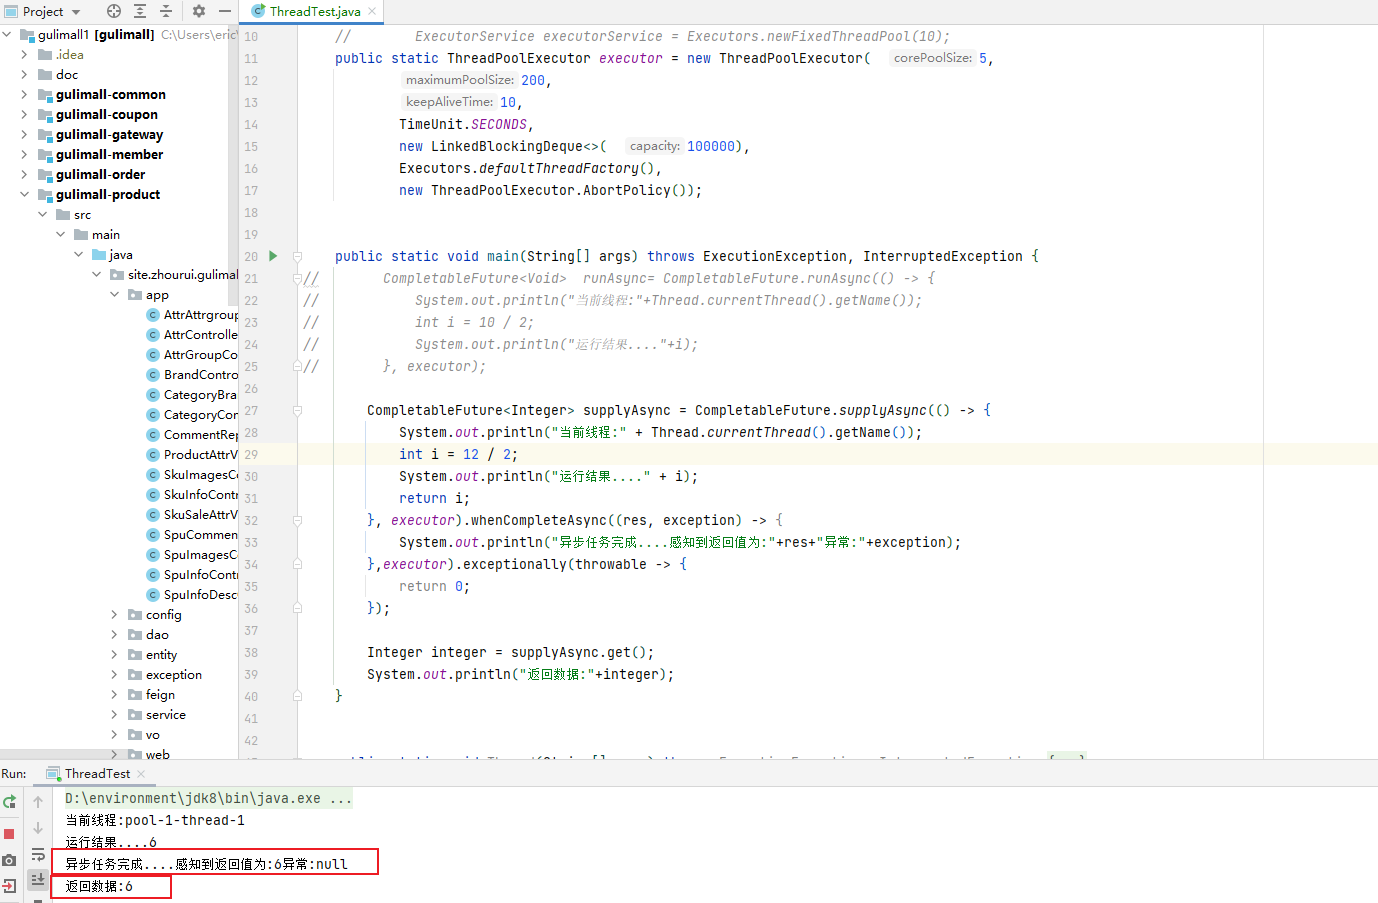 Project
ThreadTest.java
gulimall1 [gulimall] C:\Users\eric
.idea
doc
gulimall-common
gulimall-coupon
gulimall-gateway
gulimall-member
gulimall-order
gulimall-product
src
main
java
site.zhourui.gulimal
app
AttrAttrgroup
AttrControlle
AttrGroupCo
BrandContro
CategoryBra
CategoryCon
CommentRep
ProductAttrV
SkuImagesCo
SkuInfoContr
SkuSaleAttrV
SpuCommen
SpuImagesCo
SpuInfoContr
SpuInfoDesc
config
dao
entity
exception
feign
service
vo
web
10 // ExecutorService executorService = Executors.newFixedThreadPool(10);
11 public static ThreadPoolExecutor executor = new ThreadPoolExecutor( corePoolSize: 5,
12 maximumPoolSize: 200,
13 keepAliveTime: 10,
14 TimeUnit.SECONDS,
15 new LinkedBlockingDeque<>( capacity: 100000),
16 Executors.defaultThreadFactory(),
17 new ThreadPoolExecutor.AbortPolicy());
18
19
20 public static void main(String[] args) throws ExecutionException, InterruptedException {
21 // CompletableFuture<Void> runAsync= CompletableFuture.runAsync(() -> {
22 // System.out.println("当前线程:"+Thread.currentThread().getName());
23 // int i = 10 / 2;
24 // System.out.println("运行结果...."+i);
25 // }, executor);
26
27 CompletableFuture<Integer> supplyAsync = CompletableFuture.supplyAsync(() -> {
28 System.out.println("当前线程:" + Thread.currentThread().getName());
29 int i = 12 / 2;
30 System.out.println("运行结果...." + i);
31 return i;
32 }, executor).whenCompleteAsync((res, exception) -> {
33 System.out.println("异步任务完成....感知到返回值为:"+res+"异常:"+exception);
34 },executor).exceptionally(throwable -> {
35 return 0;
36 });
37
38 Integer integer = supplyAsync.get();
39 System.out.println("返回数据:"+integer);
40 }
41
42
Run: ThreadTest
D:\environment\jdk8\bin\java.exe ...
当前线程:pool-1-thread-1
运行结果....6
异步任务完成....感知到返回值为:6异常:null
返回数据:6